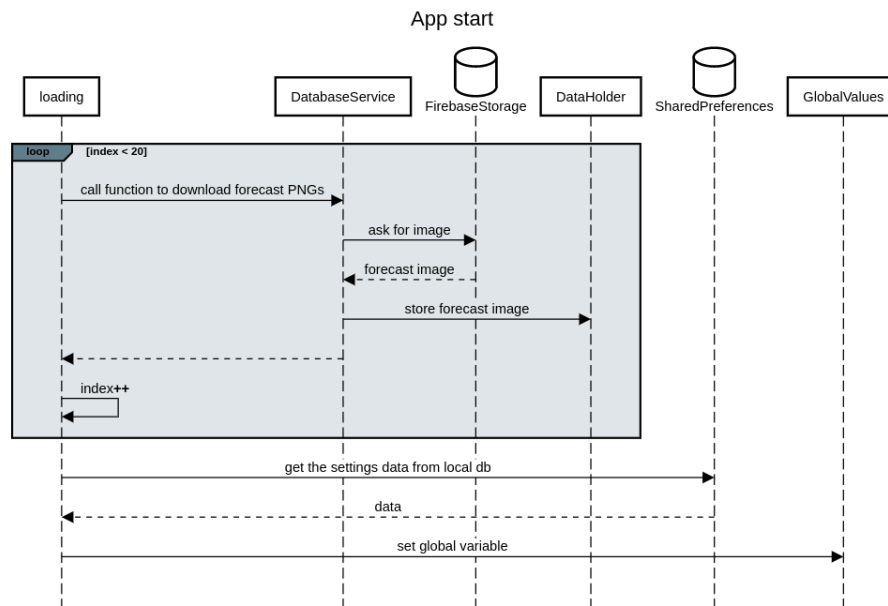 App start
loading
DatabaseService
FirebaseStorage
DataHolder
SharedPreferences
GlobalValues
loop
[index < 20]
call function to download forecast PNGs
ask for image
forecast image
store forecast image
index++
get the settings data from local db
data
set global variable